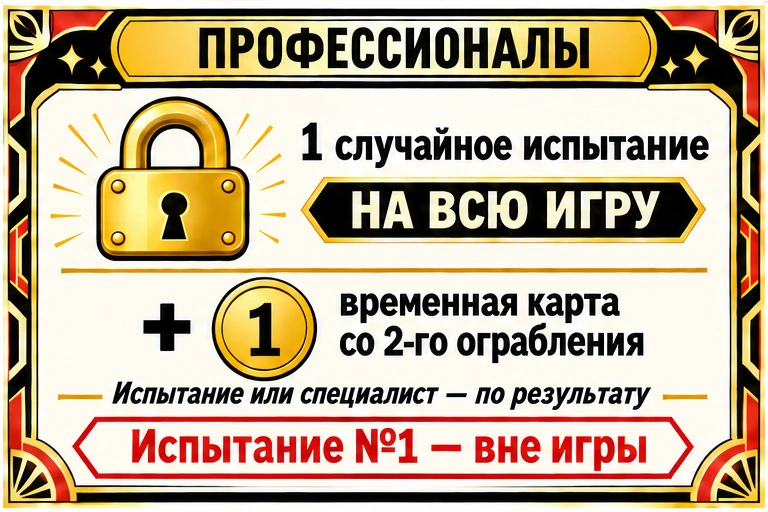 ПРОФЕССИОНАЛЫ
1 случайное испытание
НА ВСЮ ИГРУ
+ 1 временная карта
со 2-го ограбления
Испытание или специалист — по результату
Испытание №1 — вне игры